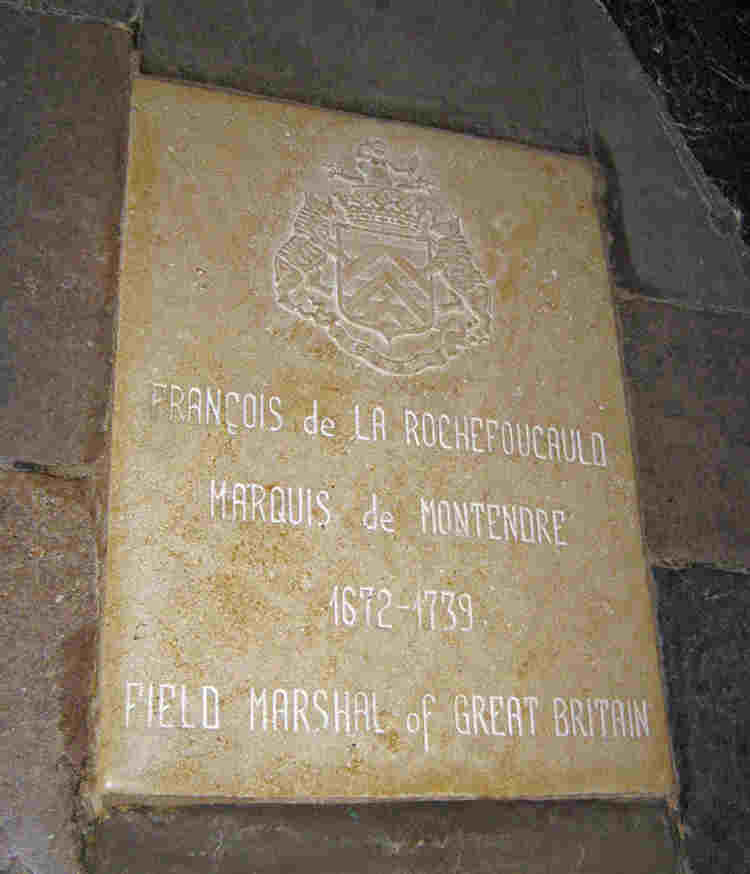 FRANÇOIS de LA ROCHEFOUCAULD
MARQUIS de MONTENDRE
1672-1739
FIELD MARSHAL of GREAT BRITAIN